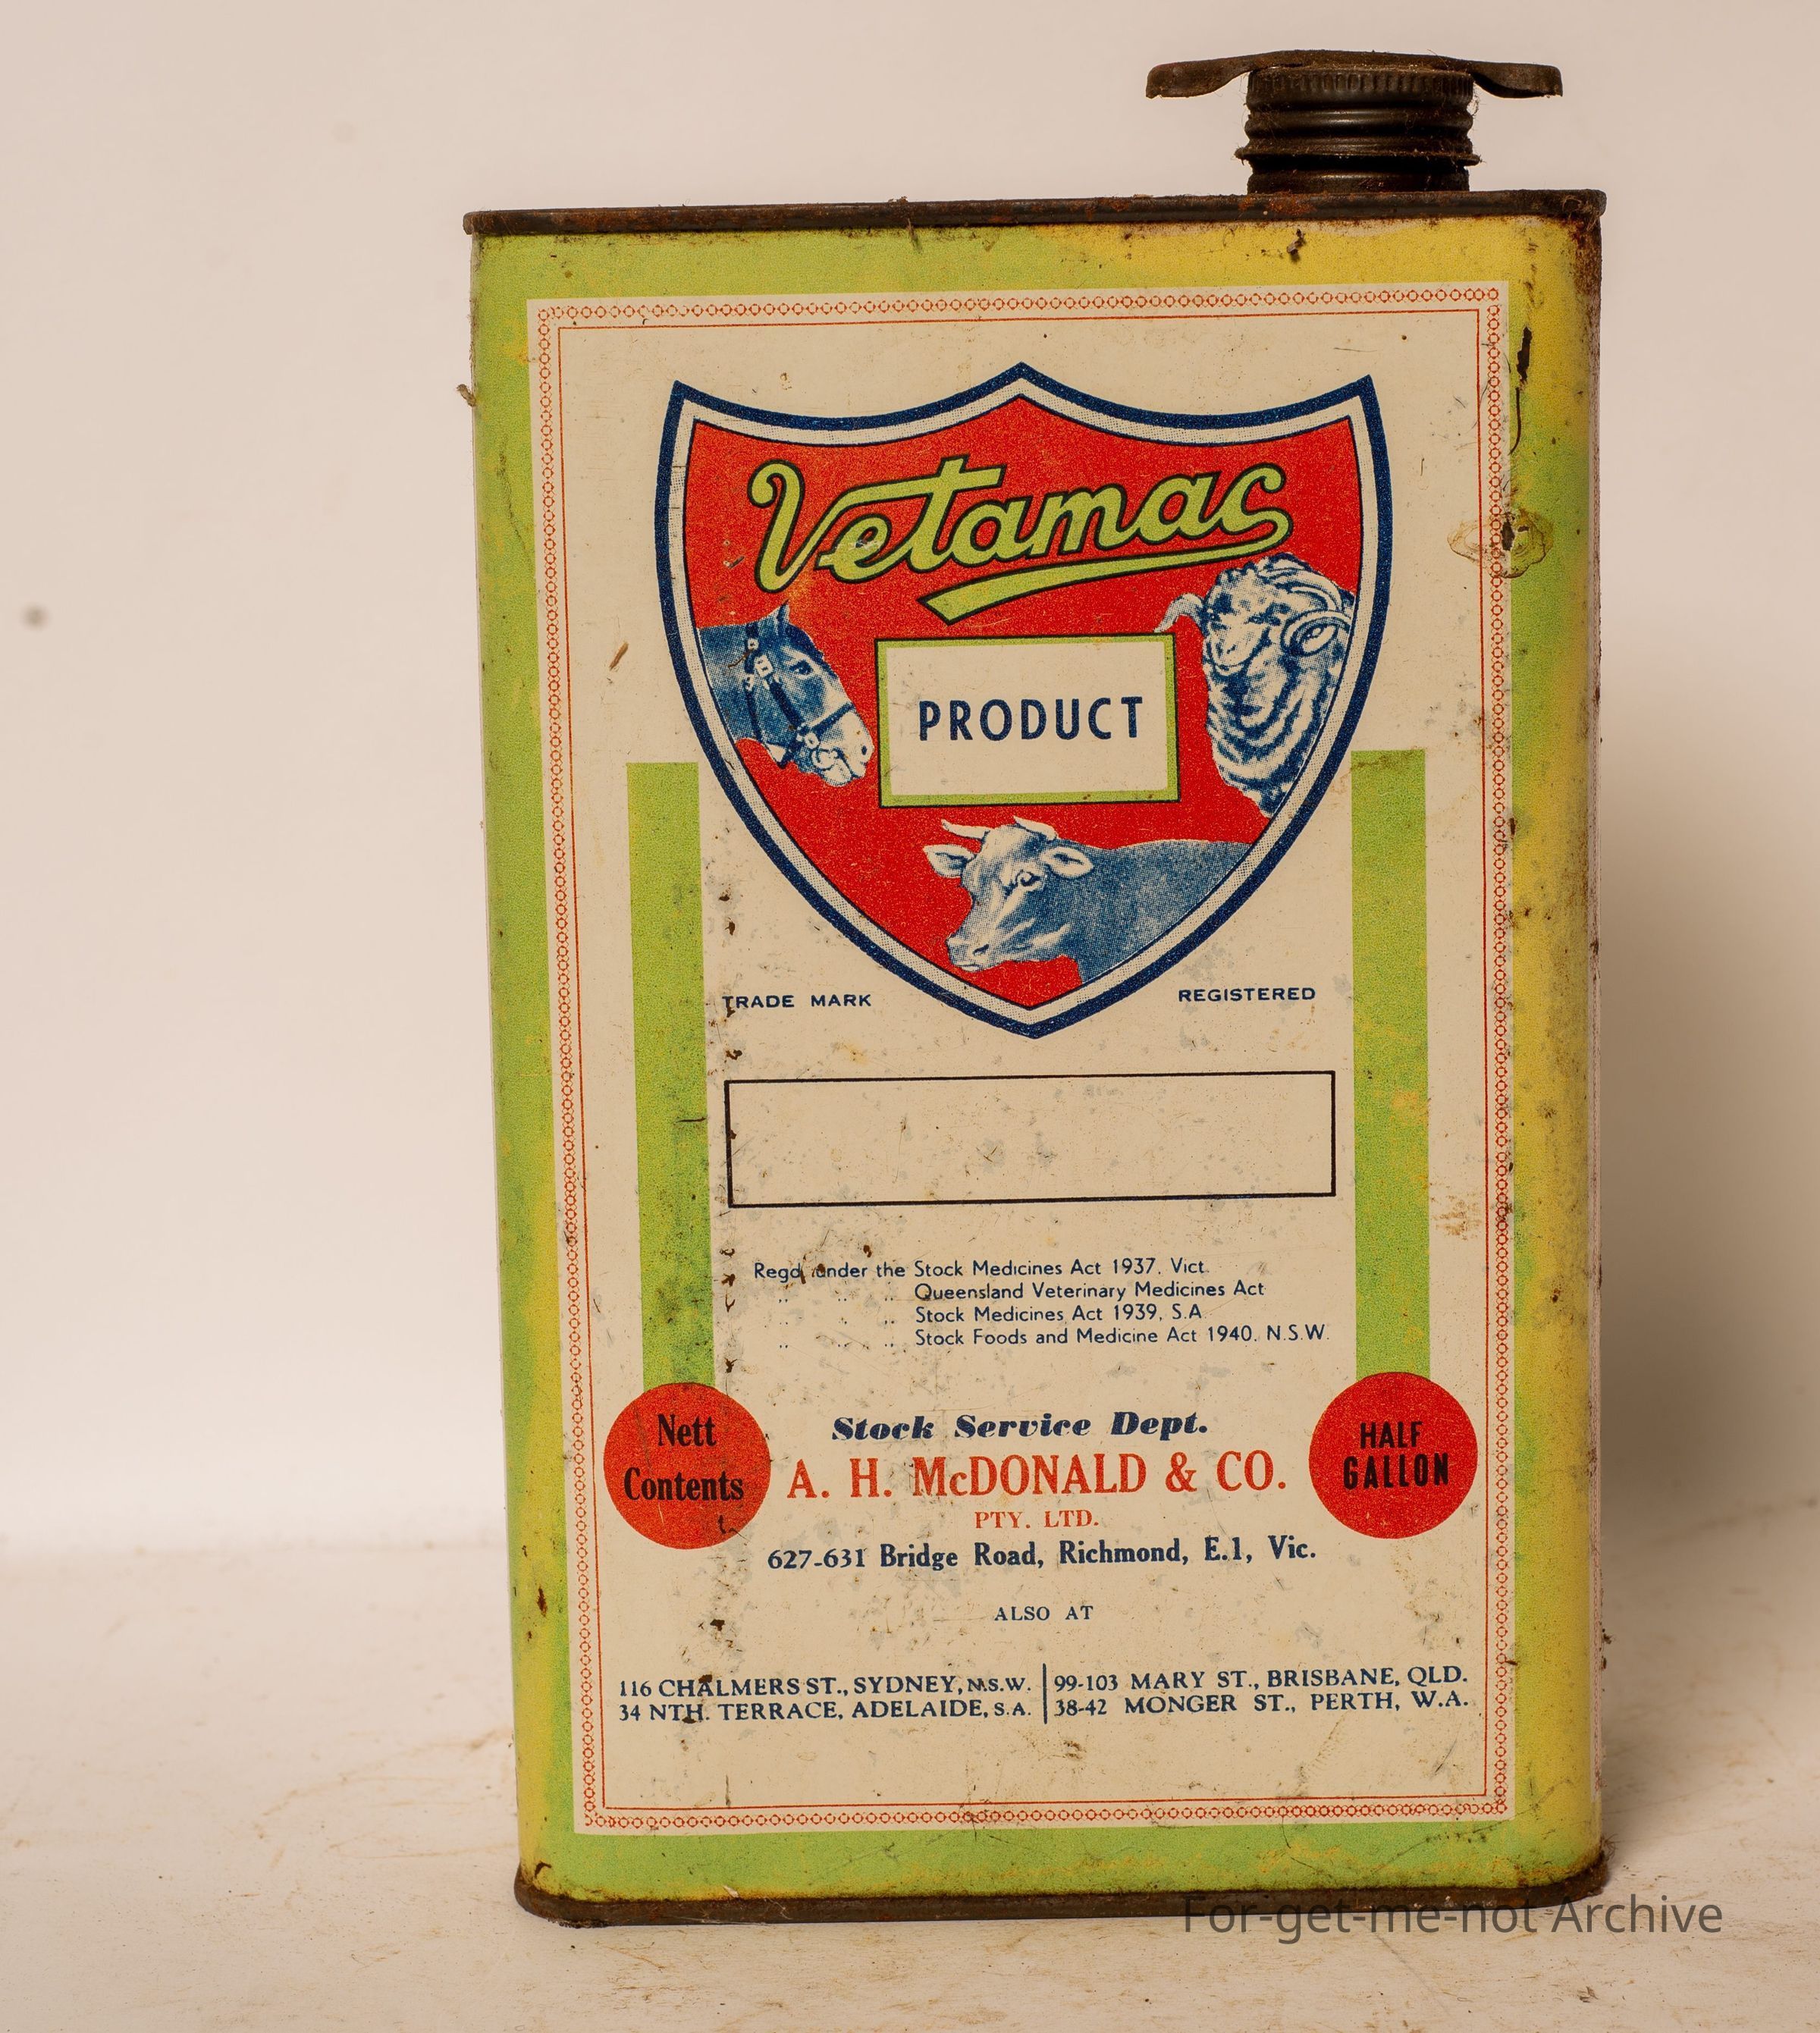 Vetamac
PRODUCT
TRADE MARK REGISTERED
Regd. under the Stock Medicines Act 1937, Vict.
,, ,, ,, Queensland Veterinary Medicines Act
,, ,, ,, Stock Medicines Act 1939, S.A.
,, ,, ,, Stock Foods and Medicine Act 1940, N.S.W.
Nett
Contents
HALF
GALLON
Stock Service Dept.
A. H. McDONALD & CO.
PTY. LTD.
627-631 Bridge Road, Richmond, E.1, Vic.
ALSO AT
116 CHALMERS ST., SYDNEY, N.S.W. | 99-103 MARY ST., BRISBANE, QLD.
34 NTH. TERRACE, ADELAIDE, S.A. | 38-42 MONGER ST., PERTH, W.A.
For-get-me-not Archive